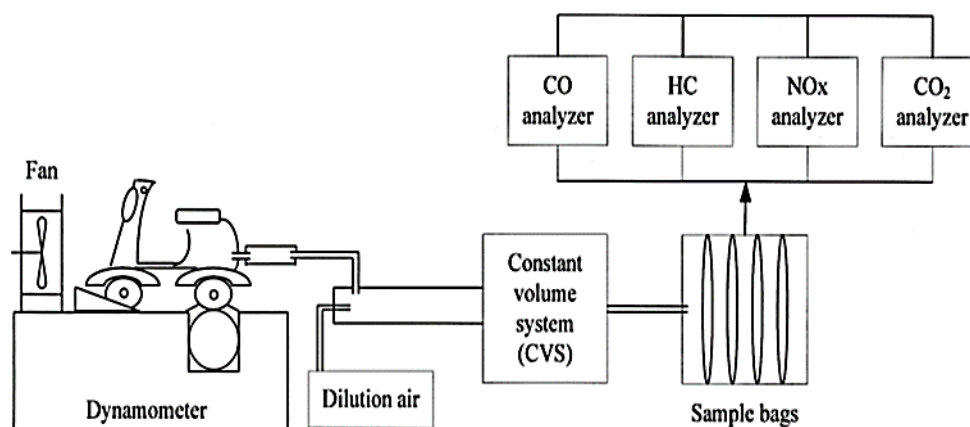 CO
analyzer
HC
analyzer
NOx
analyzer
CO₂
analyzer
Fan
Constant
volume
system
(CVS)
Dynamometer
Dilution air
Sample bags